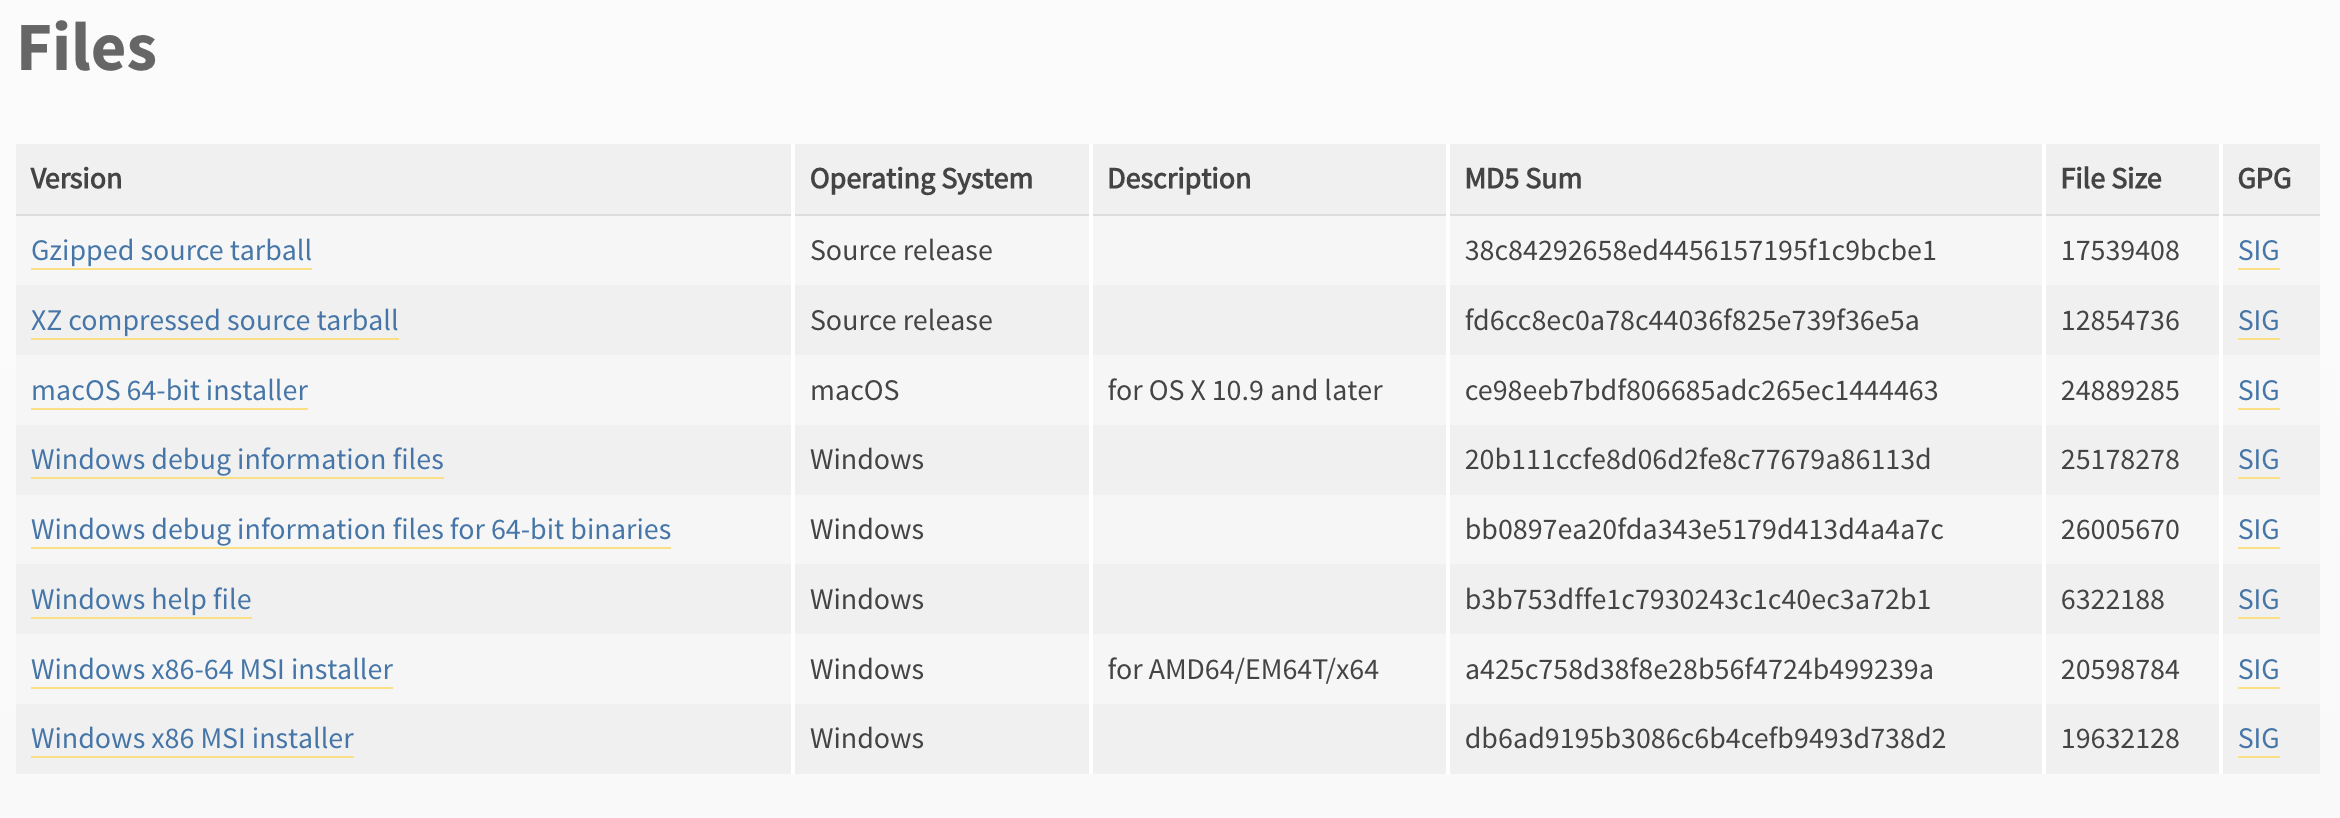 Files
Version Operating System Description MD5 Sum File Size GPG
Gzipped source tarball Source release 38c84292658ed4456157195f1c9bcbe1 17539408 SIG
XZ compressed source tarball Source release fd6cc8ec0a78c44036f825e739f36e5a 12854736 SIG
macOS 64-bit installer macOS for OS X 10.9 and later ce98eeb7bdf806685adc265ec1444463 24889285 SIG
Windows debug information files Windows 20b111ccfe8d06d2fe8c77679a86113d 25178278 SIG
Windows debug information files for 64-bit binaries Windows bb0897ea20fda343e5179d413d4a4a7c 26005670 SIG
Windows help file Windows b3b753dffe1c7930243c1c40ec3a72b1 6322188 SIG
Windows x86-64 MSI installer Windows for AMD64/EM64T/x64 a425c758d38f8e28b56f4724b499239a 20598784 SIG
Windows x86 MSI installer Windows db6ad9195b3086c6b4cefb9493d738d2 19632128 SIG